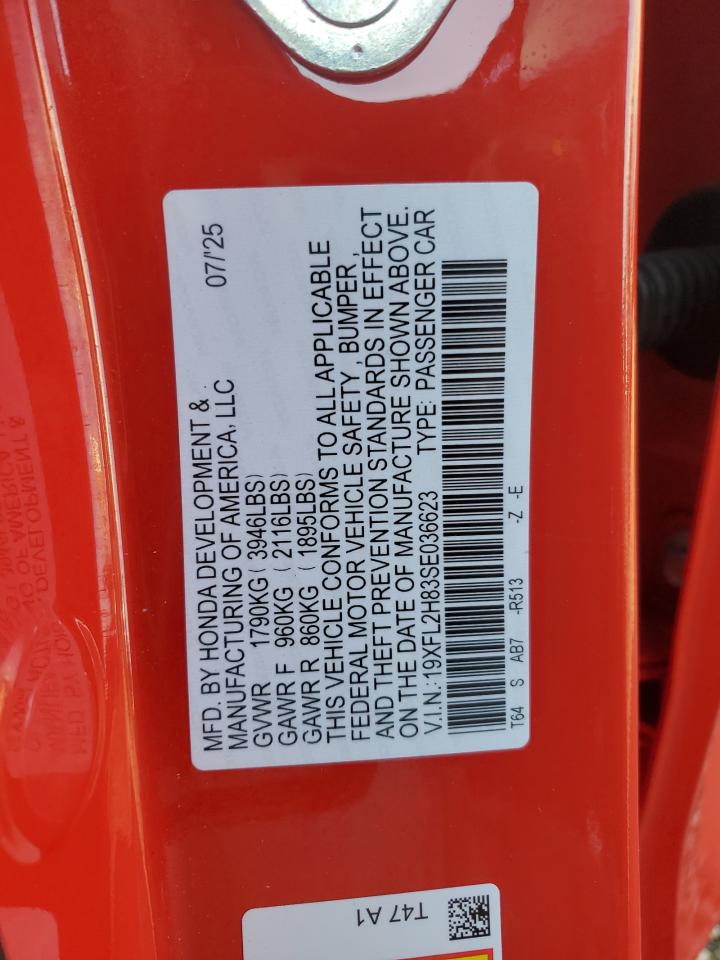 MFD. BY HONDA DEVELOPMENT & 07/'25
MANUFACTURING OF AMERICA, LLC
GVWR 1790KG ( 3946LBS)
GAWR F 960KG ( 2116LBS)
GAWR R 860KG ( 1895LBS)
THIS VEHICLE CONFORMS TO ALL APPLICABLE
FEDERAL MOTOR VEHICLE SAFETY , BUMPER ,
AND THEFT PREVENTION STANDARDS IN EFFECT
ON THE DATE OF MANUFACTURE SHOWN ABOVE.
V.I.N.:19XFL2H83SE036623 TYPE: PASSENGER CAR
T64 S AB7 -R513 -Z -E
T47 A1